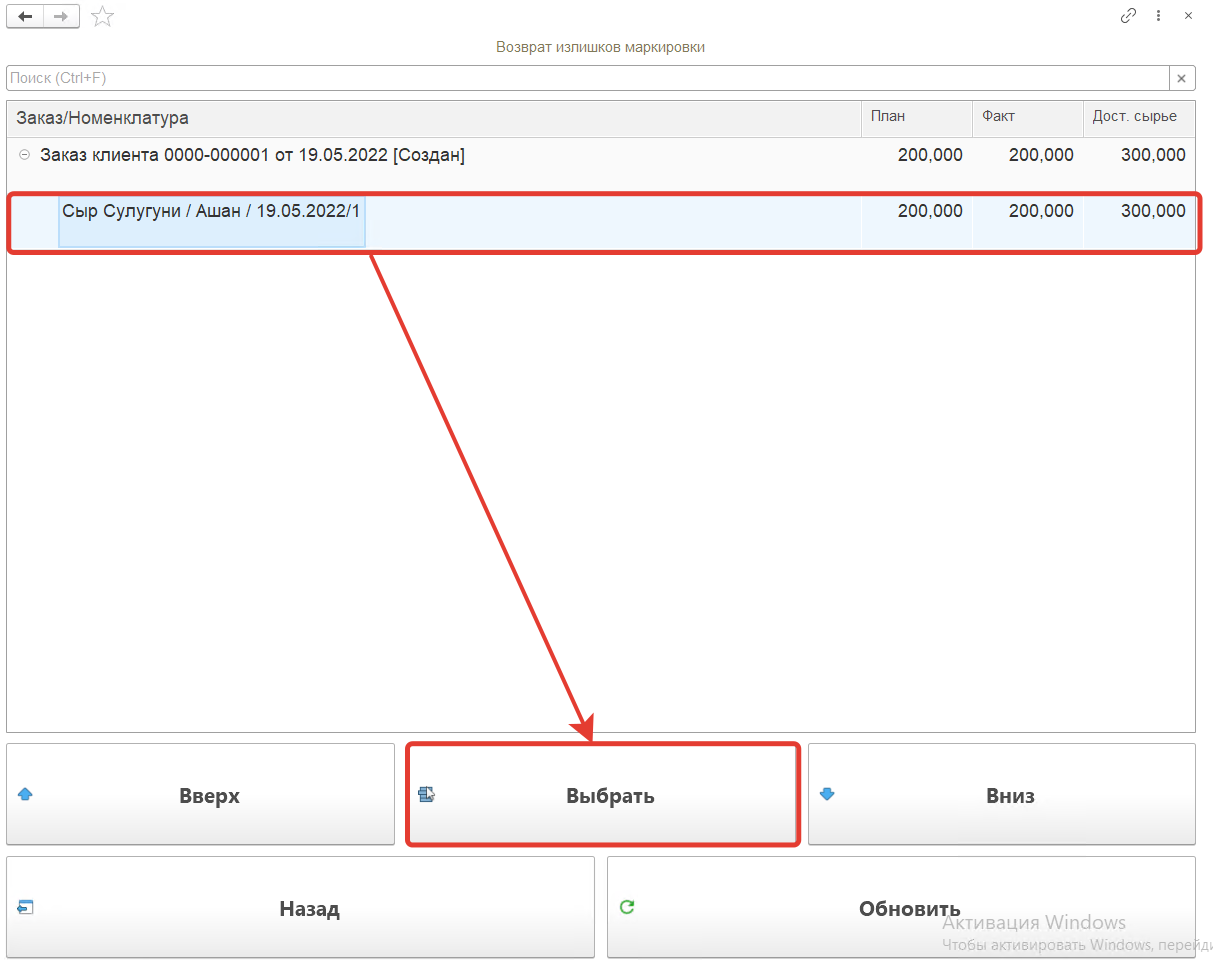 Возврат излишков маркировки
Поиск (Ctrl+F)
Заказ/Номенклатура План Факт Дост. сырье
Заказ клиента 0000-000001 от 19.05.2022 [Создан] 200,000 200,000 300,000
Сыр Сулугуни / Ашан / 19.05.2022/1 200,000 200,000 300,000
Вверх Выбрать Вниз
Назад Обновить
Активация Windows
Чтобы активировать Windows, перейди